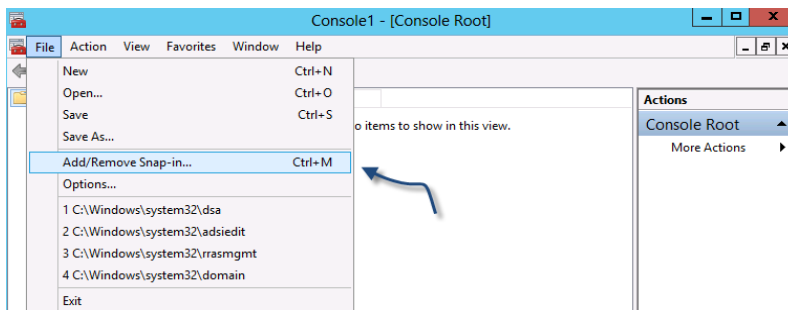 Console1 - [Console Root]
File Action View Favorites Window Help
New Ctrl+N
Open... Ctrl+O
Save Ctrl+S
Save As...
Add/Remove Snap-in... Ctrl+M
Options...
1 C:\Windows\system32\dsa
2 C:\Windows\system32\adsiedit
3 C:\Windows\system32\rrasmgmt
4 C:\Windows\system32\domain
Exit
o items to show in this view.
Actions
Console Root
More Actions